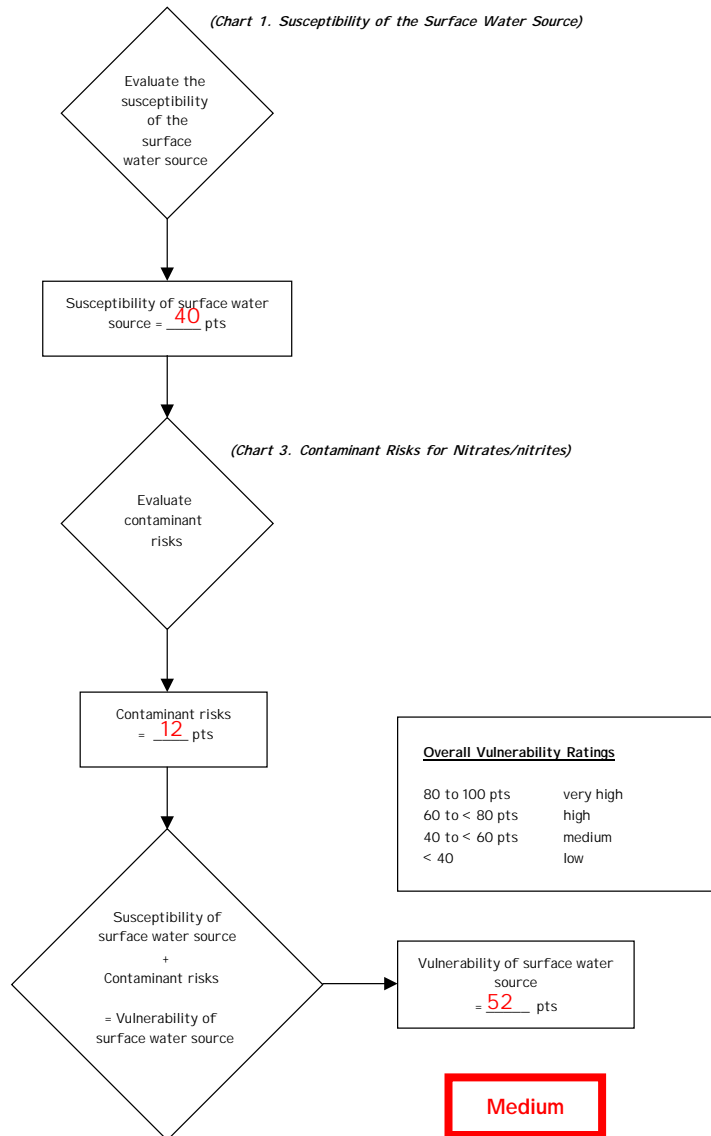 (Chart 1. Susceptibility of the Surface Water Source)
Evaluate the
susceptibility
of the
surface
water source
Susceptibility of surface water
source = 40 pts
(Chart 3. Contaminant Risks for Nitrates/nitrites)
Evaluate
contaminant
risks
Contaminant risks
= 12 pts
Overall Vulnerability Ratings
80 to 100 pts very high
60 to < 80 pts high
40 to < 60 pts medium
< 40 low
Susceptibility of
surface water source
+
Contaminant risks
= Vulnerability of
surface water source
Vulnerability of surface water
source
= 52 pts
Medium